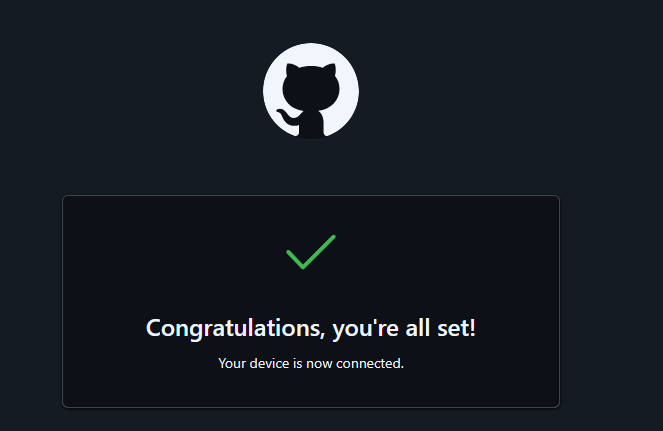 Congratulations, you're all set!
Your device is now connected.